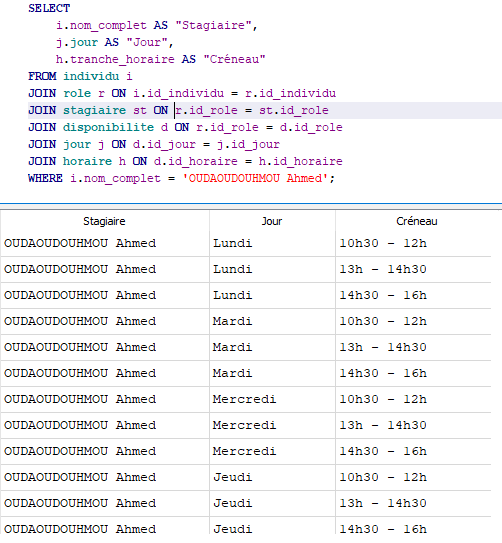 SELECT
i.nom_complet AS "Stagiaire",
j.jour AS "Jour",
h.tranche_horaire AS "Créneau"
FROM individu i
JOIN role r ON i.id_individu = r.id_individu
JOIN stagiaire st ON r.id_role = st.id_role
JOIN disponibilite d ON r.id_role = d.id_role
JOIN jour j ON d.id_jour = j.id_jour
JOIN horaire h ON d.id_horaire = h.id_horaire
WHERE i.nom_complet = 'OUDAOUDOUHMOU Ahmed';
Stagiaire Jour Créneau
OUDAOUDOUHMOU Ahmed Lundi 10h30 - 12h
OUDAOUDOUHMOU Ahmed Lundi 13h - 14h30
OUDAOUDOUHMOU Ahmed Lundi 14h30 - 16h
OUDAOUDOUHMOU Ahmed Mardi 10h30 - 12h
OUDAOUDOUHMOU Ahmed Mardi 13h - 14h30
OUDAOUDOUHMOU Ahmed Mardi 14h30 - 16h
OUDAOUDOUHMOU Ahmed Mercredi 10h30 - 12h
OUDAOUDOUHMOU Ahmed Mercredi 13h - 14h30
OUDAOUDOUHMOU Ahmed Mercredi 14h30 - 16h
OUDAOUDOUHMOU Ahmed Jeudi 10h30 - 12h
OUDAOUDOUHMOU Ahmed Jeudi 13h - 14h30
OUDAOUDOUHMOU Ahmed Jeudi 14h30 - 16h